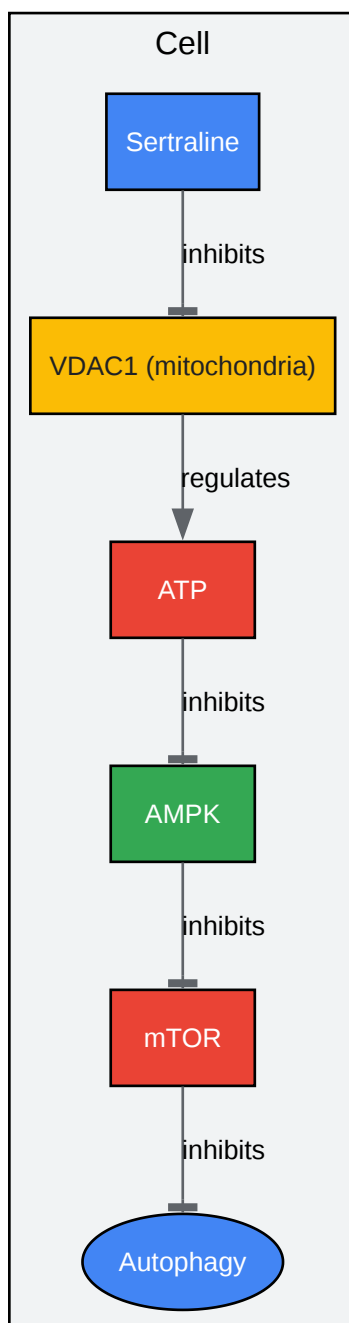 Cell
Sertraline
inhibits
VDAC1 (mitochondria)
regulates
ATP
inhibits
AMPK
inhibits
mTOR
inhibits
Autophagy